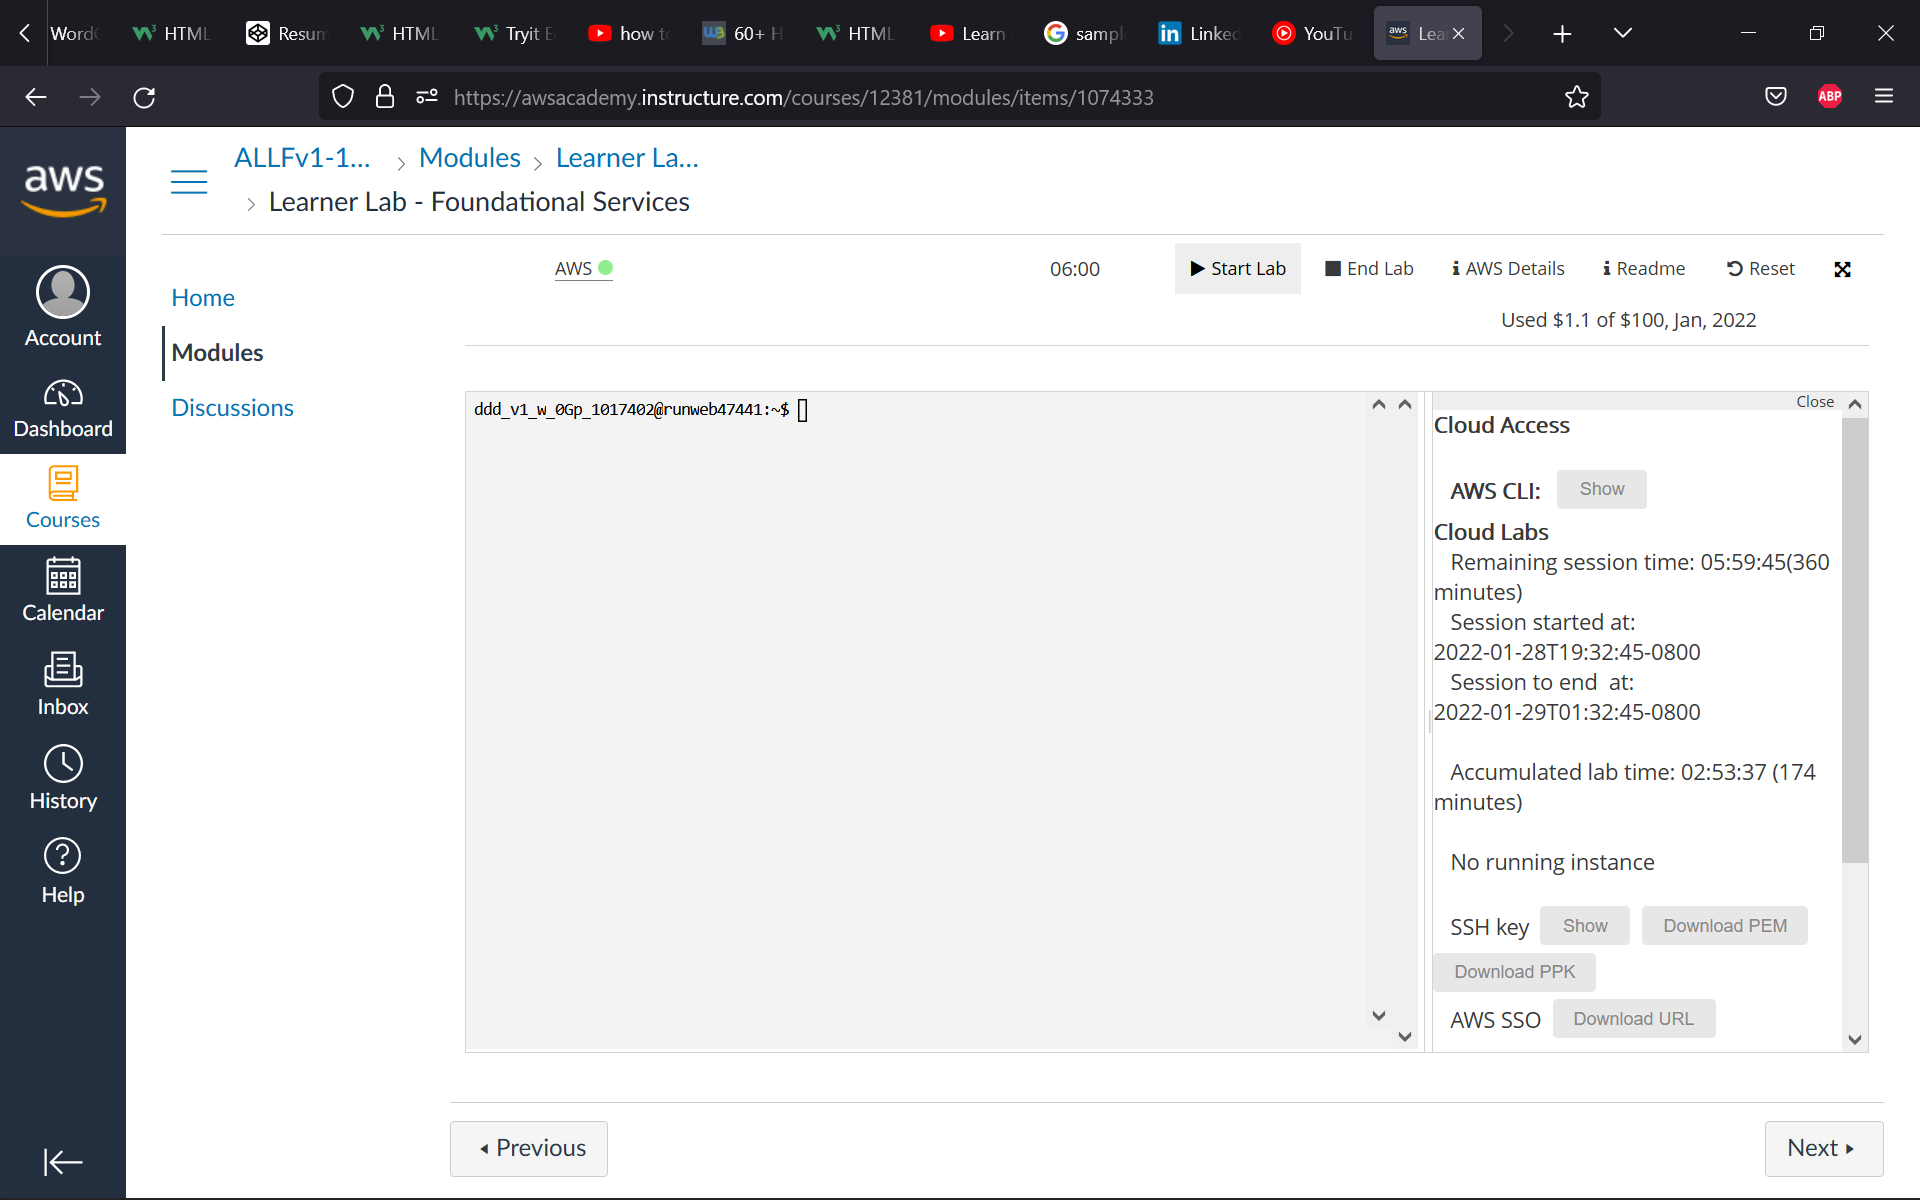 Word
HTML
Resum
HTML
Tryit E
how to
60+ H
HTML
Learn
sampl
Linked
YouTu
Lea
https://awsacademy.instructure.com/courses/12381/modules/items/1074333
ABP
aws
Account
Dashboard
Courses
Calendar
Inbox
History
Help
ALLFv1-1... > Modules > Learner La...
> Learner Lab - Foundational Services
Home
Modules
Discussions
AWS
06:00
Start Lab
End Lab
AWS Details
Readme
Reset
Used $1.1 of $100, Jan, 2022
ddd_v1_w_0Gp_1017402@runweb47441:~$
Close
Cloud Access
AWS CLI: Show
Cloud Labs
Remaining session time: 05:59:45(360
minutes)
Session started at:
2022-01-28T19:32:45-0800
Session to end at:
2022-01-29T01:32:45-0800
Accumulated lab time: 02:53:37 (174
minutes)
No running instance
SSH key Show Download PEM
Download PPK
AWS SSO Download URL
Previous
Next